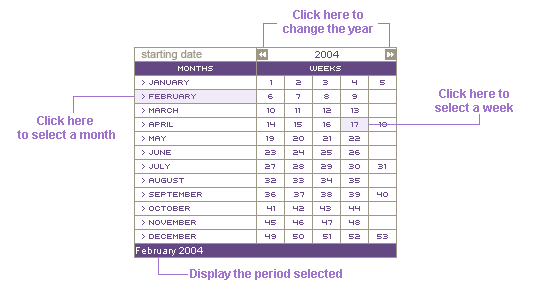 Click here to
change the year
starting date 2004
MONTHS WEEKS
> JANUARY 1 2 3 4 5
> FEBRUARY 6 7 8 9
> MARCH 10 11 12 13
> APRIL 14 15 16 17 18
> MAY 19 20 21 22
> JUNE 23 24 25 26
> JULY 27 28 29 30 31
> AUGUST 32 33 34 35
> SEPTEMBER 36 37 38 39 40
> OCTOBER 41 42 43 44
> NOVEMBER 45 46 47 48
> DECEMBER 49 50 51 52 53
February 2004
Click here
to select a month
Click here to
select a week
Display the period selected